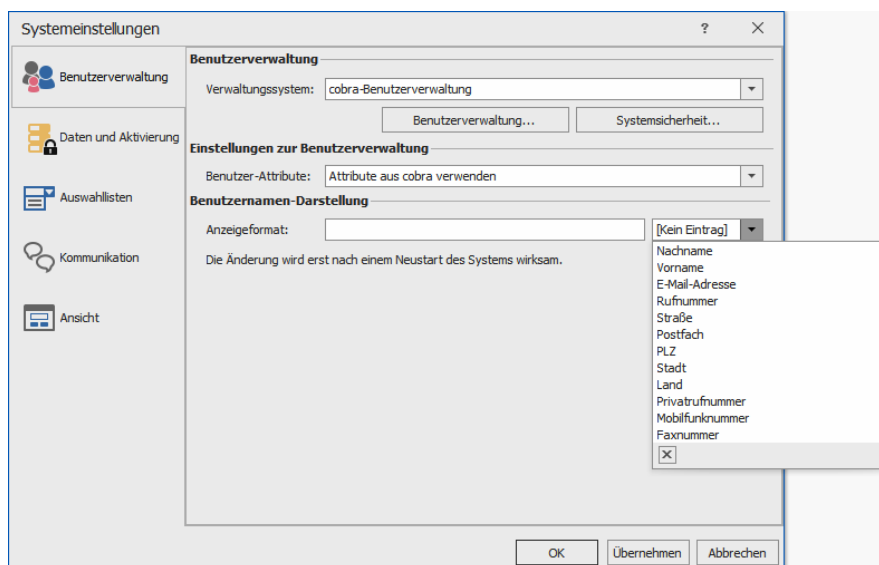 Systemeinstellungen
?
Benutzerverwaltung
Daten und Aktivierung
Auswahllisten
Kommunikation
Ansicht
Benutzerverwaltung
Verwaltungssystem: cobra-Benutzerverwaltung
Benutzerverwaltung... Systemsicherheit...
Einstellungen zur Benutzerverwaltung
Benutzer-Attribute: Attribute aus cobra verwenden
Benutzernamen-Darstellung
Anzeigeformat: [Kein Eintrag]
Die Änderung wird erst nach einem Neustart des Systems wirksam.
Nachname
Vorname
E-Mail-Adresse
Rufnummer
Straße
Postfach
PLZ
Stadt
Land
Privatrufnummer
Mobilfunknummer
Faxnummer
OK Übernehmen Abbrechen